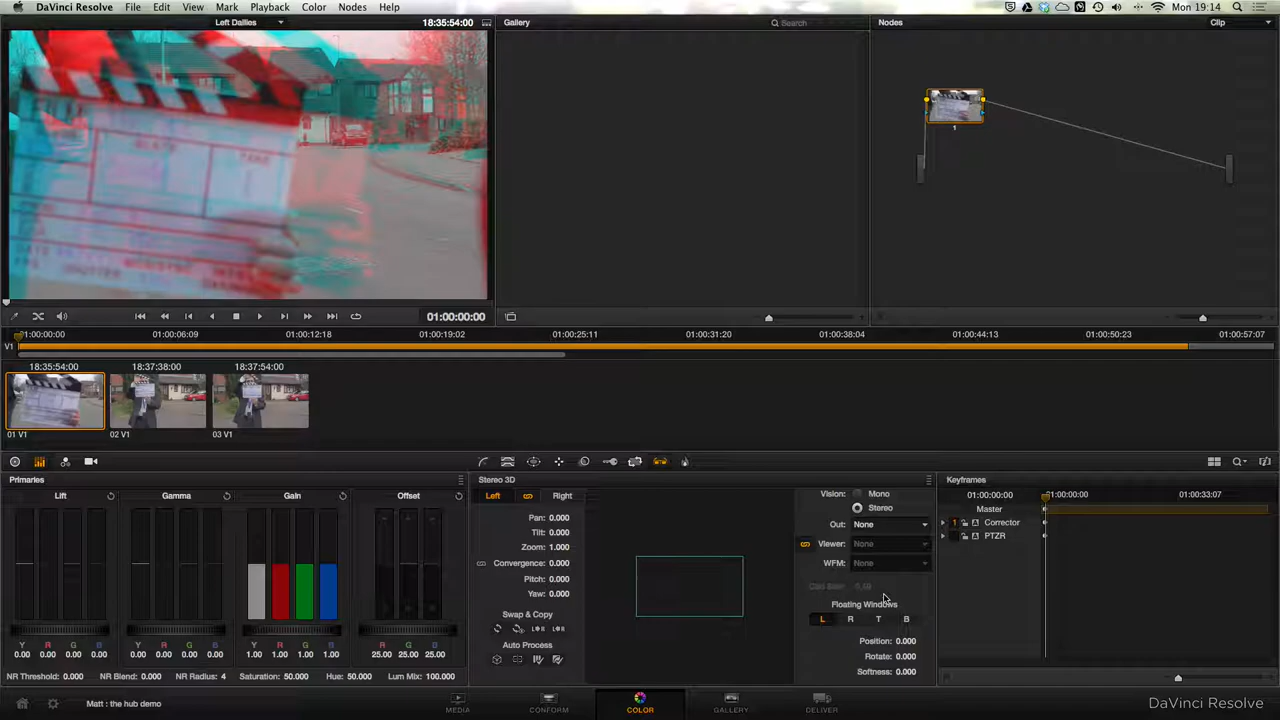 DaVinci Resolve File Edit View Mark Playback Color Nodes Help Mon 19:14
Left Dailies 18:35:54:00 Gallery Search Nodes Clip
1
01:00:00:00
01:00:00:00 01:00:06:09 01:00:12:18 01:00:19:02 01:00:25:11 01:00:31:20 01:00:38:04 01:00:44:13 01:00:50:23 01:00:57:07
V1
18:35:54:00 18:37:38:00 18:37:54:00
01 V1 02 V1 03 V1
Primaries Stereo 3D Keyframes
Lift Gamma Gain Offset
Left Right
Pan: 0.000
Tilt: 0.000
Zoom: 1.000
Convergence: 0.000
Pitch: 0.000
Yaw: 0.000
Swap & Copy
Auto Process
Vision: Mono
Stereo
Out: None
Viewer: None
WFM: None
Floating Windows
L R T B
Position: 0.000
Rotate: 0.000
Softness: 0.000
01:00:00:00 01:00:00:00 01:00:33:07
Master
1 Corrector
PTZR
Y R G B Y R G B Y R G B R G B
0.00 0.00 0.00 0.00 0.00 0.00 0.00 0.00 1.00 1.00 1.00 1.00 25.00 25.00 25.00
NR Threshold: 0.000 NR Blend: 0.000 NR Radius: 4 Saturation: 50.000 Hue: 50.000 Lum Mix: 100.000
Matt : the hub demo MEDIA CONFORM COLOR GALLERY DELIVER DaVinci Resolve